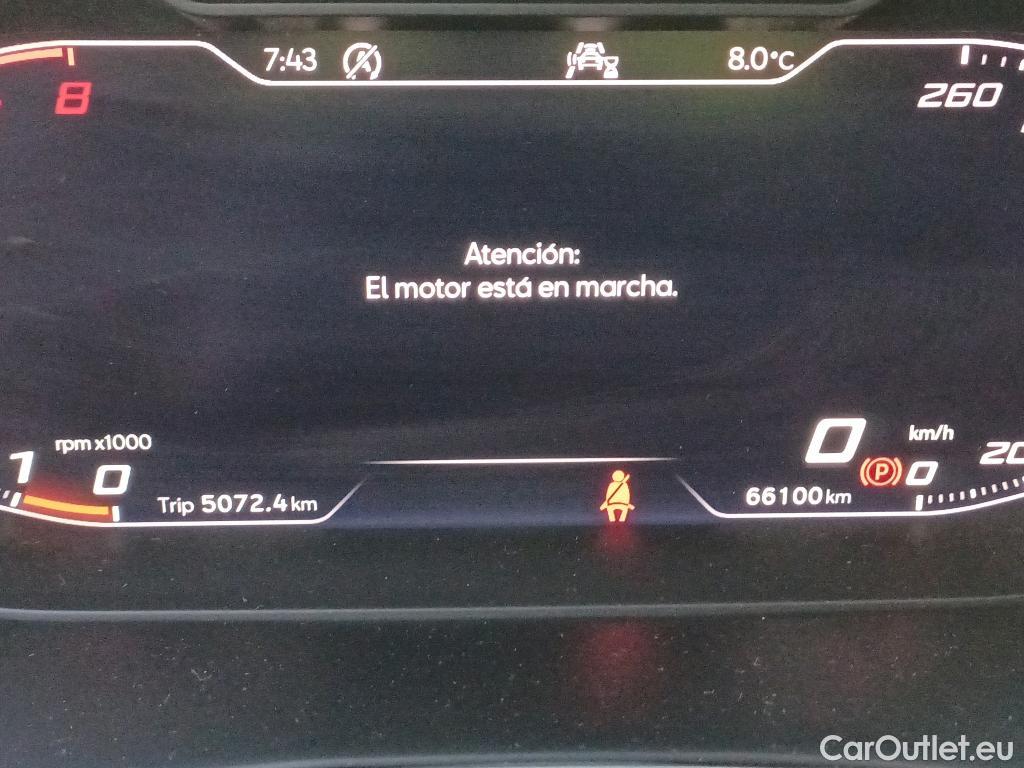 7:43
8.0°C
8
260
Atención:
El motor está en marcha.
rpm x1000
1
0
Trip 5072.4 km
0
km/h
P
0
20
66100 km
CarOutlet.eu